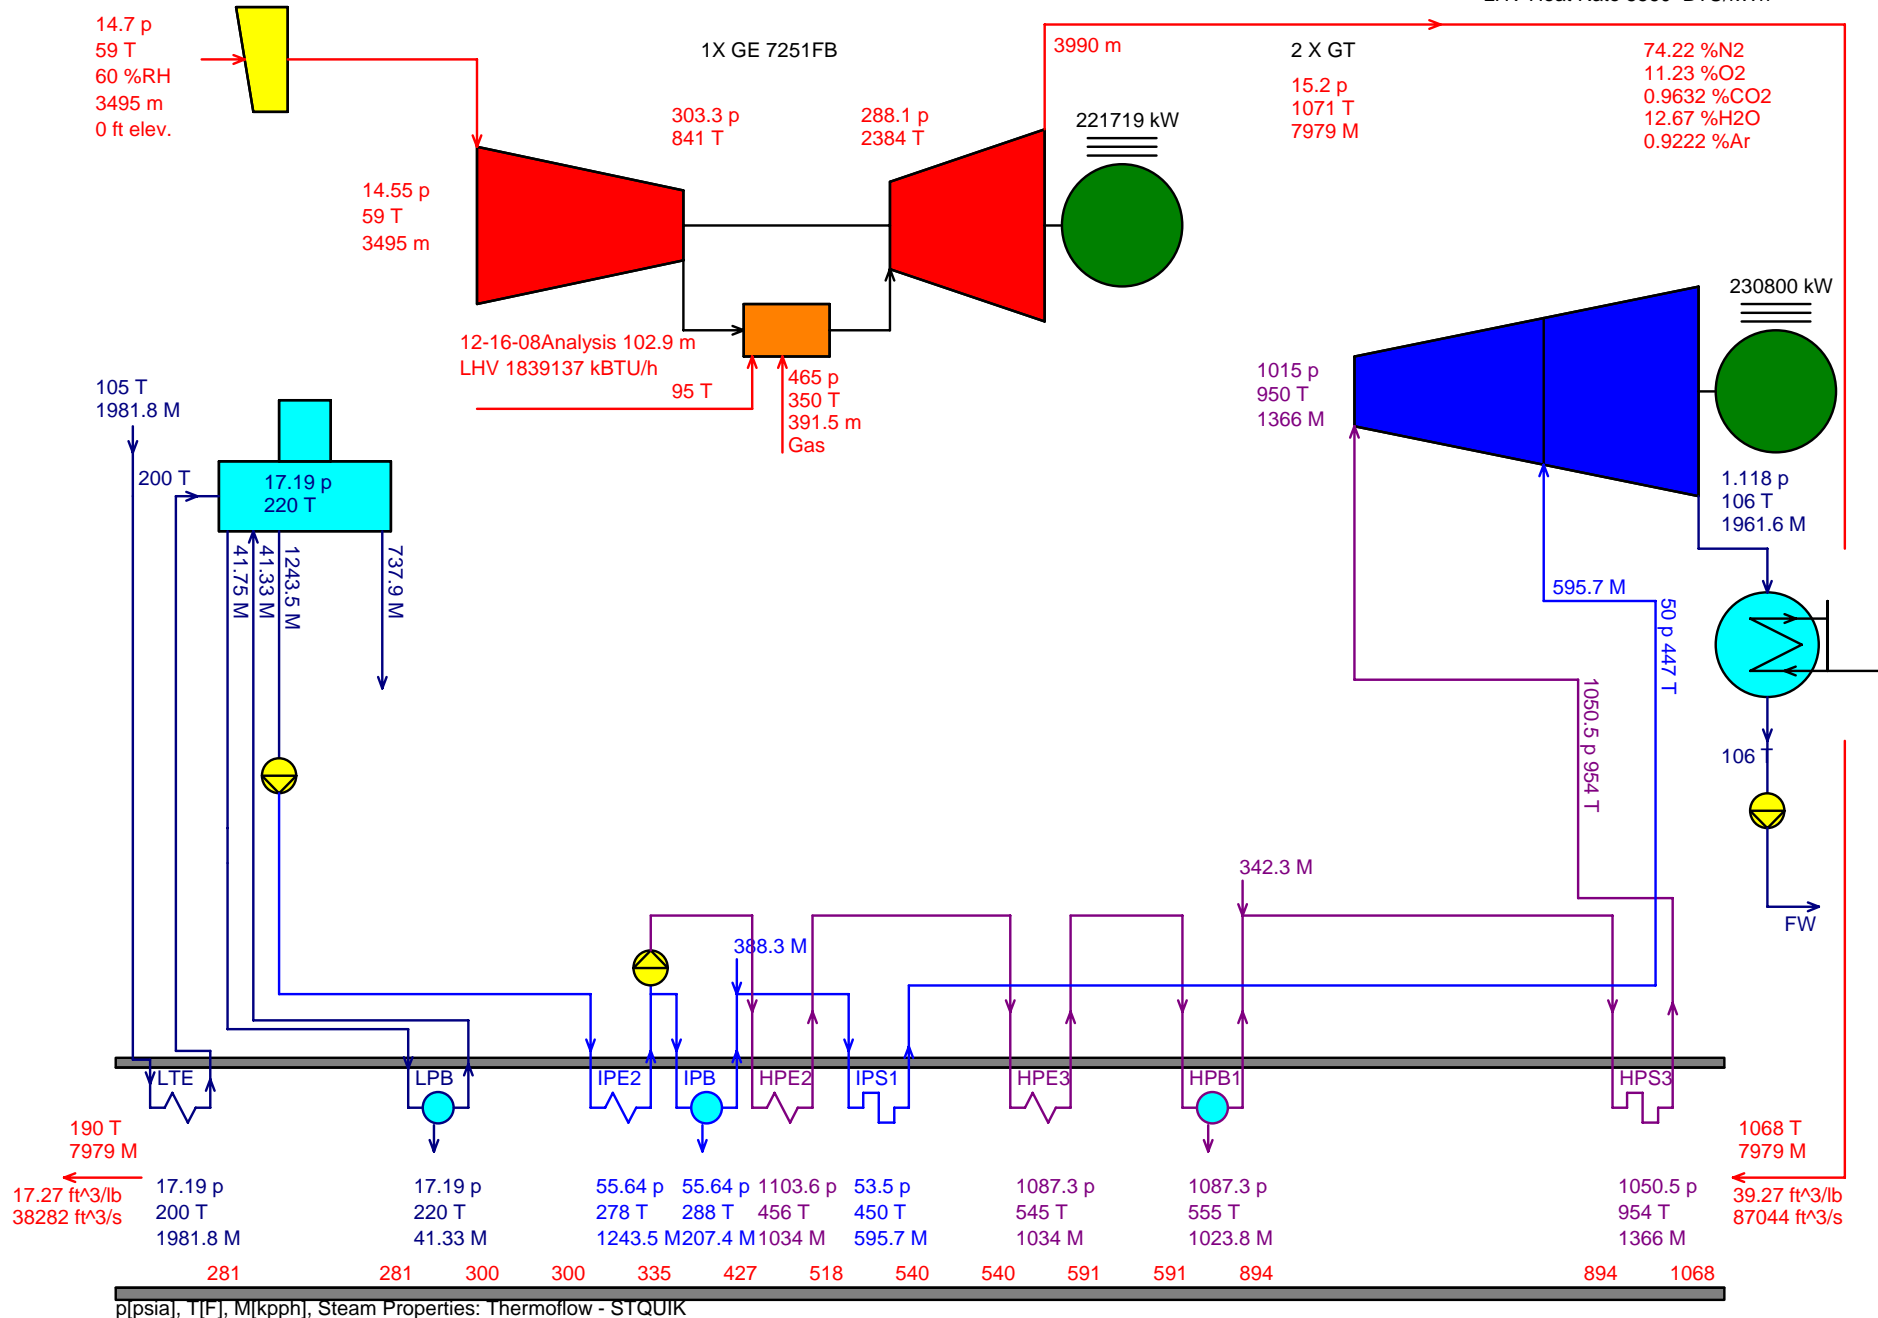 14.7 p
59 T
60 %RH
3495 m
0 ft elev.
1X GE 7251FB
3990 m
2 X GT
15.2 p
1071 T
7979 M
74.22 %N2
11.23 %O2
0.9632 %CO2
12.67 %H2O
0.9222 %Ar
303.3 p
841 T
288.1 p
2384 T
221719 kW
14.55 p
59 T
3495 m
230800 kW
12-16-08Analysis 102.9 m
LHV 1839137 kBTU/h
95 T
465 p
350 T
391.5 m
Gas
1015 p
950 T
1366 M
105 T
1981.8 M
200 T
17.19 p
220 T
1.118 p
106 T
1961.6 M
41.75 M
41.33 M
1243.5 M
737.9 M
595.7 M
50 p 447 T
1050.5 p 954 T
106 T
342.3 M
FW
388.3 M
LTE
LPB
IPE2
IPB
HPE2
IPS1
HPE3
HPB1
HPS3
190 T
7979 M
1068 T
7979 M
17.27 ft^3/lb
38282 ft^3/s
17.19 p
200 T
1981.8 M
17.19 p
220 T
41.33 M
55.64 p
278 T
1243.5 M
55.64 p
288 T
207.4 M
1103.6 p
456 T
1034 M
53.5 p
450 T
595.7 M
1087.3 p
545 T
1034 M
1087.3 p
555 T
1023.8 M
1050.5 p
954 T
1366 M
39.27 ft^3/lb
87044 ft^3/s
281 281 300 300 335 427 518 540 540 591 591 894 894 1068
p[psia], T[F], M[kpph], Steam Properties: Thermoflow - STQUIK